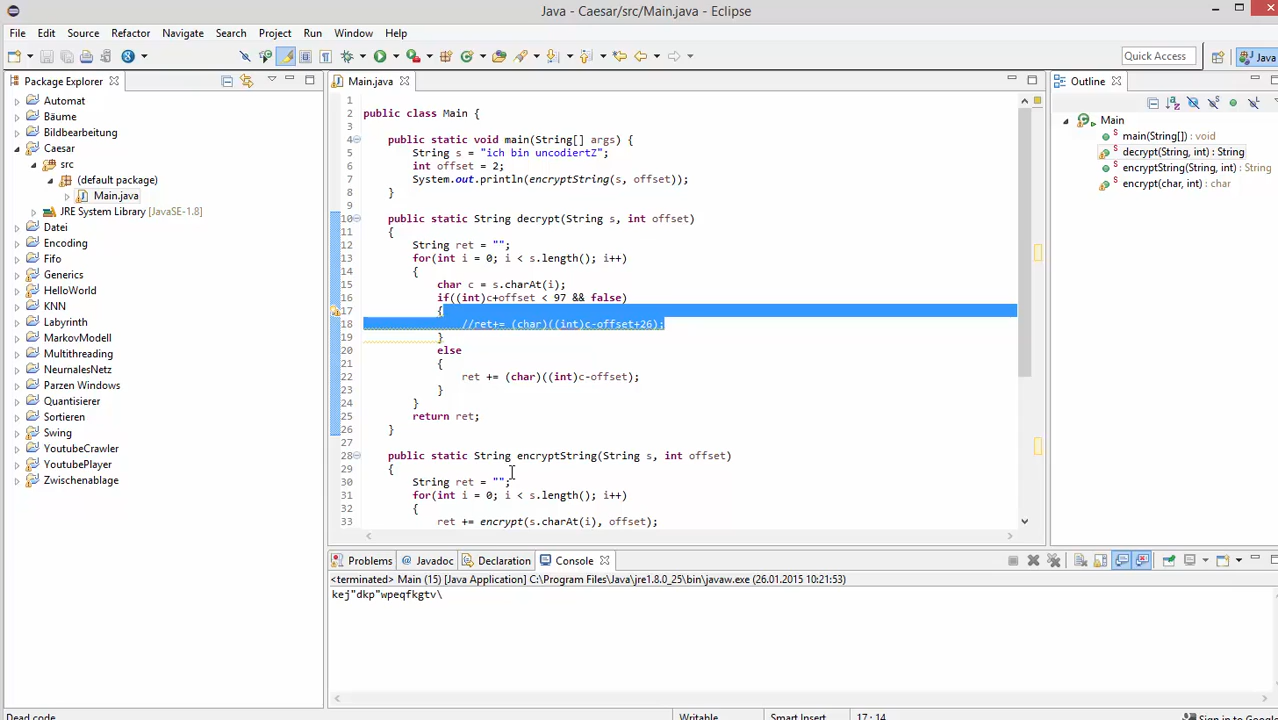 Java - Caesar/src/Main.java - Eclipse
File Edit Source Refactor Navigate Search Project Run Window Help
Quick Access
Java
Package Explorer
Automat
Bäume
Bildbearbeitung
Caesar
src
(default package)
Main.java
JRE System Library [JavaSE-1.8]
Datei
Encoding
Fifo
Generics
HelloWorld
KNN
Labyrinth
MarkovModell
Multithreading
NeurnalesNetz
Parzen Windows
Quantisierer
Sortieren
Swing
YoutubeCrawler
YoutubePlayer
Zwischenablage
Main.java
1
2 public class Main {
3
4 public static void main(String[] args) {
5 String s = "ich bin uncodiertZ";
6 int offset = 2;
7 System.out.println(encryptString(s, offset));
8 }
9
10 public static String decrypt(String s, int offset)
11 {
12 String ret = "";
13 for(int i = 0; i < s.length(); i++)
14 {
15 char c = s.charAt(i);
16 if((int)c+offset < 97 && false)
17 {
18 //ret+= (char)((int)c-offset+26);
19 }
20 else
21 {
22 ret += (char)((int)c-offset);
23 }
24 }
25 return ret;
26 }
27
28 public static String encryptString(String s, int offset)
29 {
30 String ret = "";
31 for(int i = 0; i < s.length(); i++)
32 {
33 ret += encrypt(s.charAt(i), offset);
Outline
Main
main(String[]) : void
decrypt(String, int) : String
encryptString(String, int) : String
encrypt(char, int) : char
Problems Javadoc Declaration Console
<terminated> Main (15) [Java Application] C:\Program Files\Java\jre1.8.0_25\bin\javaw.exe (26.01.2015 10:21:53)
kej"dkp"wpeqfkgtv\
Dead code Writable Smart Insert 17 : 14 Sign in to Google